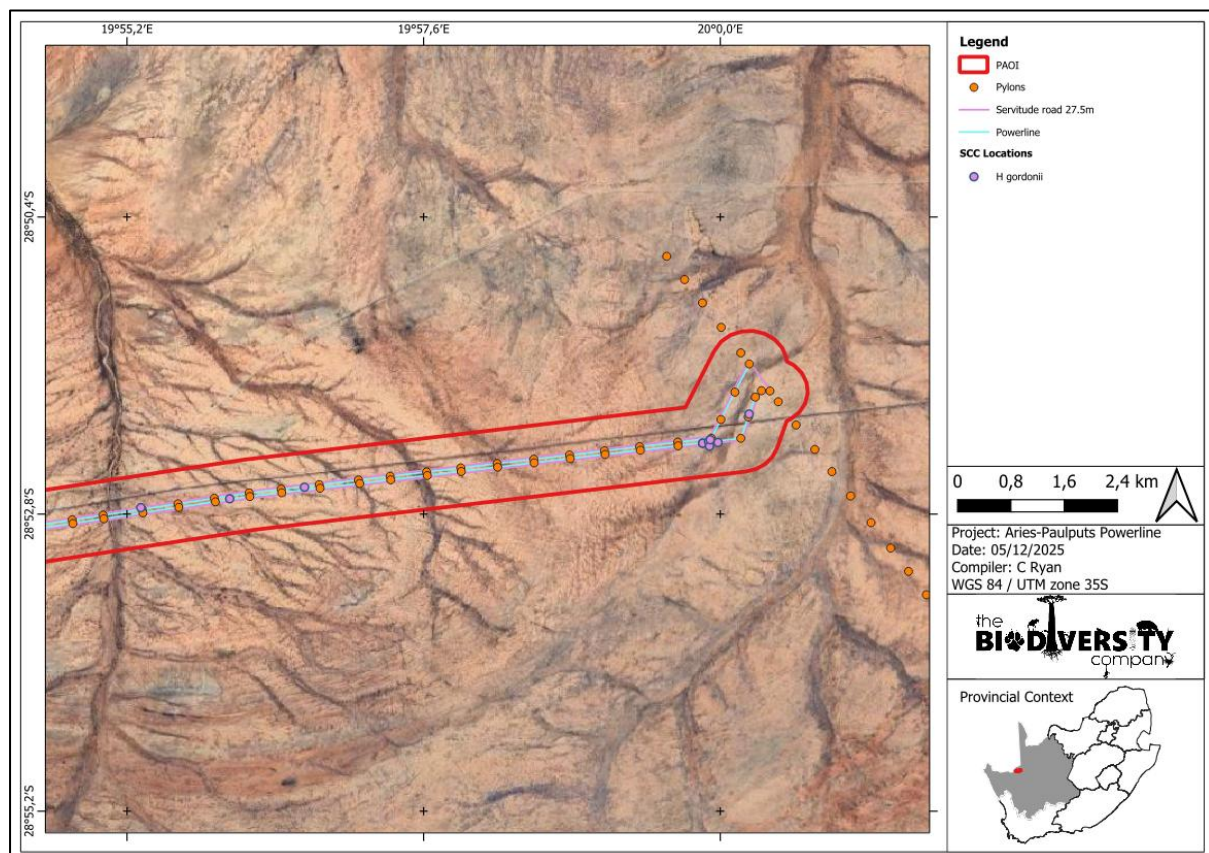 19°55,2'E 19°57,6'E 20°0,0'E
28°50,4'S
28°52,8'S
28°55,2'S
Legend
PAOI
Pylons
Servitude road 27.5m
Powerline
SCC Locations
H gordonii
0 0,8 1,6 2,4 km
Project: Aries-Paulputs Powerline
Date: 05/12/2025
Compiler: C Ryan
WGS 84 / UTM zone 35S
the
BIODIVERSITY
company
Provincial Context